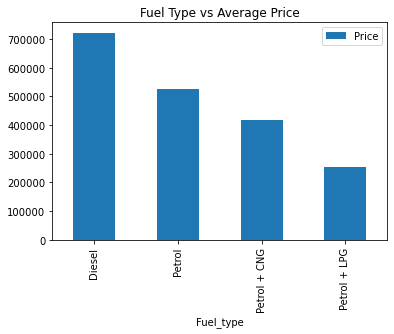 Fuel Type vs Average Price
Price
700000
600000
500000
400000
300000
200000
100000
0
Diesel
Petrol
Petrol + CNG
Petrol + LPG
Fuel_type